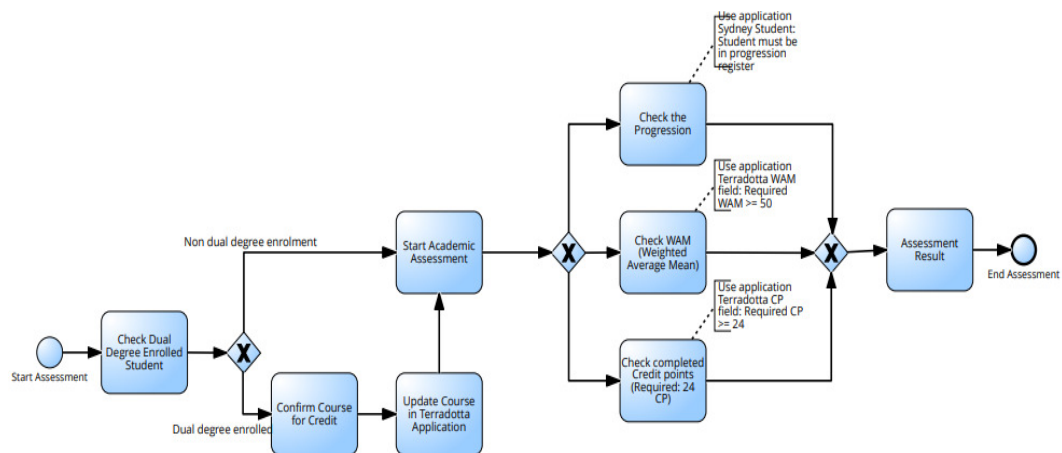 Use application
Sydney Student:
Student must be
in progression
register
Check the
Progression
Use application
Terradotta WAM
field: Required
WAM >= 50
Non dual degree enrolment
Start Academic
Assessment
Check WAM
(Weighted
Average Mean)
Assessment
Result
End Assessment
Use application
Terradotta CP
field: Required CP
>= 24
Check Dual
Degree Enrolled
Student
Start Assessment
Check completed
Credit points
(Required: 24
CP)
Confirm Course
for Credit
Update Course
in Terradotta
Application
Dual degree enrolled